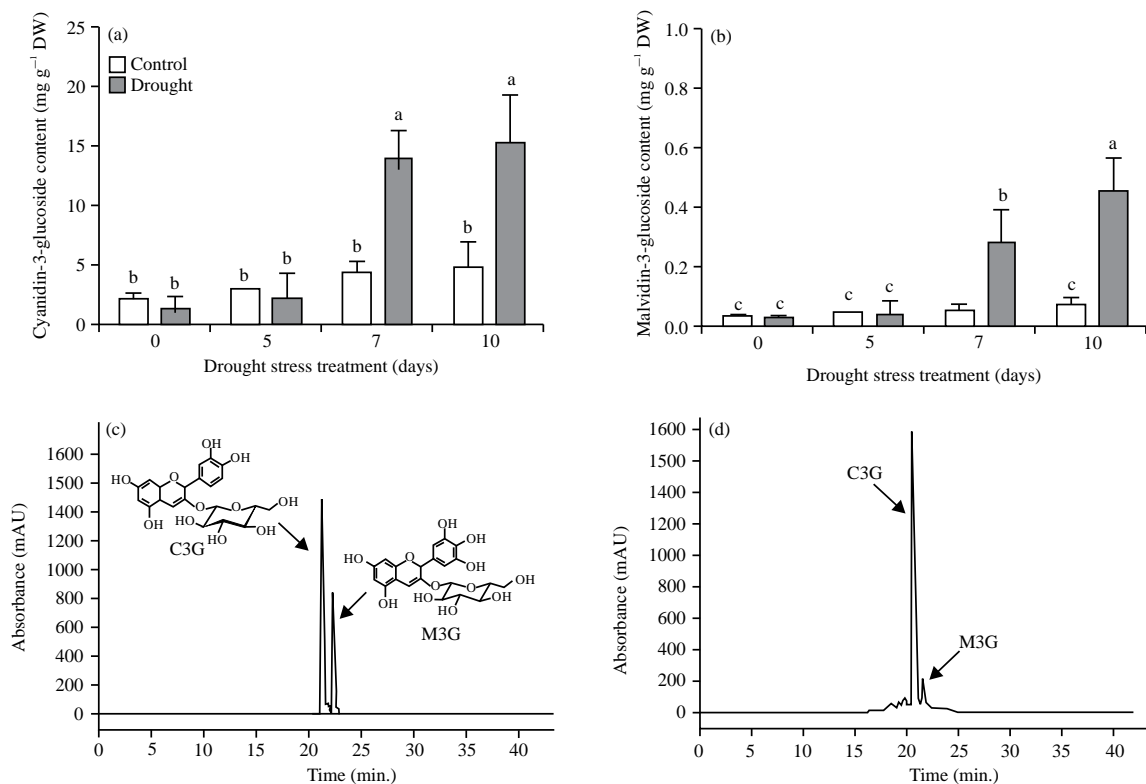 (a)
Control
Drought
Cyanidin-3-glucoside content (mg g⁻¹ DW)
25
20
15
10
5
0
b
b
b
b
b
a
b
a
0
5
7
10
Drought stress treatment (days)
(b)
Malvidin-3-glucoside content (mg g⁻¹ DW)
1.0
0.8
0.6
0.4
0.2
0.0
c
c
c
c
b
c
a
0
5
7
10
Drought stress treatment (days)
(c)
Absorbance (mAU)
1600
1500
1400
1200
1000
800
600
400
200
0
OH
OH
HO
O
OH
O
O
OH
HO
HO
OH
OH
C3G
OH
OH
HO
O
OH
OH
O
O
OH
HO
HO
OH
OH
M3G
0
5
10
15
20
25
30
35
40
Time (min.)
(d)
Absorbance (mAU)
1600
1400
1500
1200
1000
800
600
400
200
0
C3G
M3G
0
5
10
15
20
25
30
35
40
Time (min.)